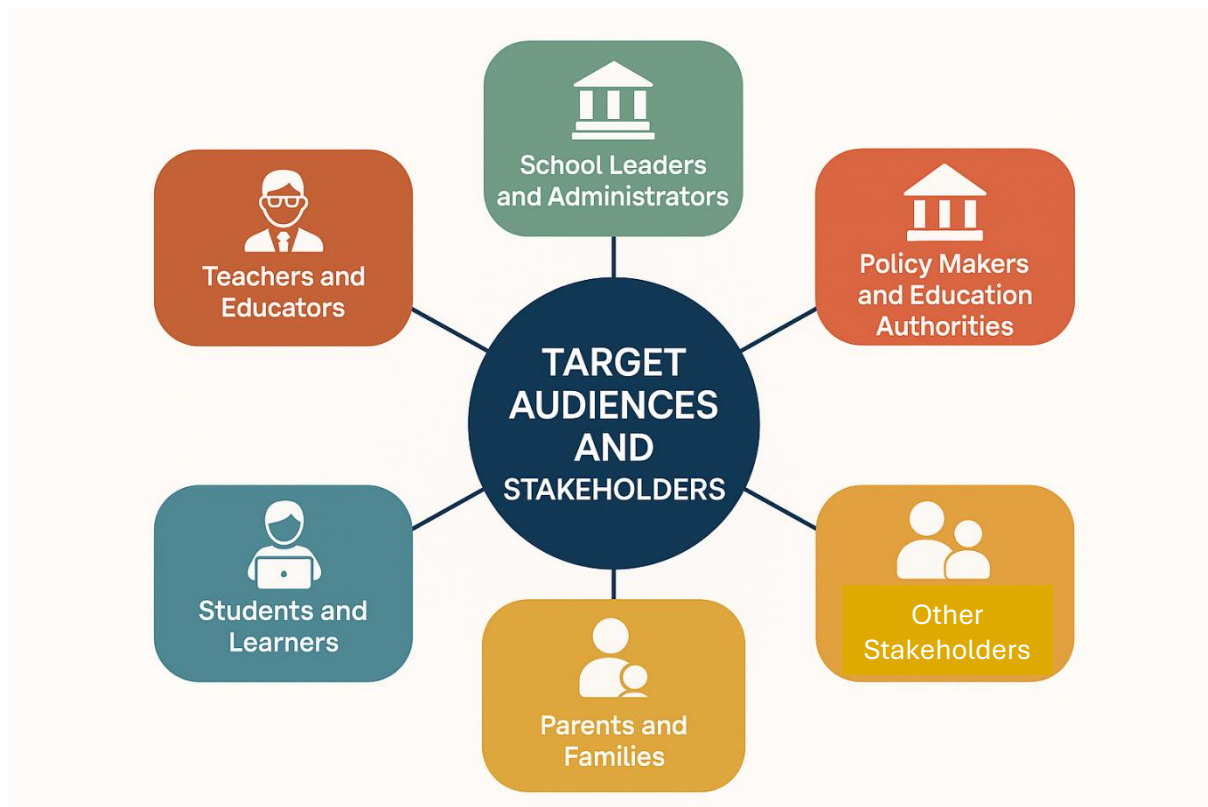 School Leaders
and Administrators
Teachers and
Educators
Policy Makers
and Education
Authorities
TARGET
AUDIENCES
AND
STAKEHOLDERS
Students and
Learners
Other
Stakeholders
Parents and
Families